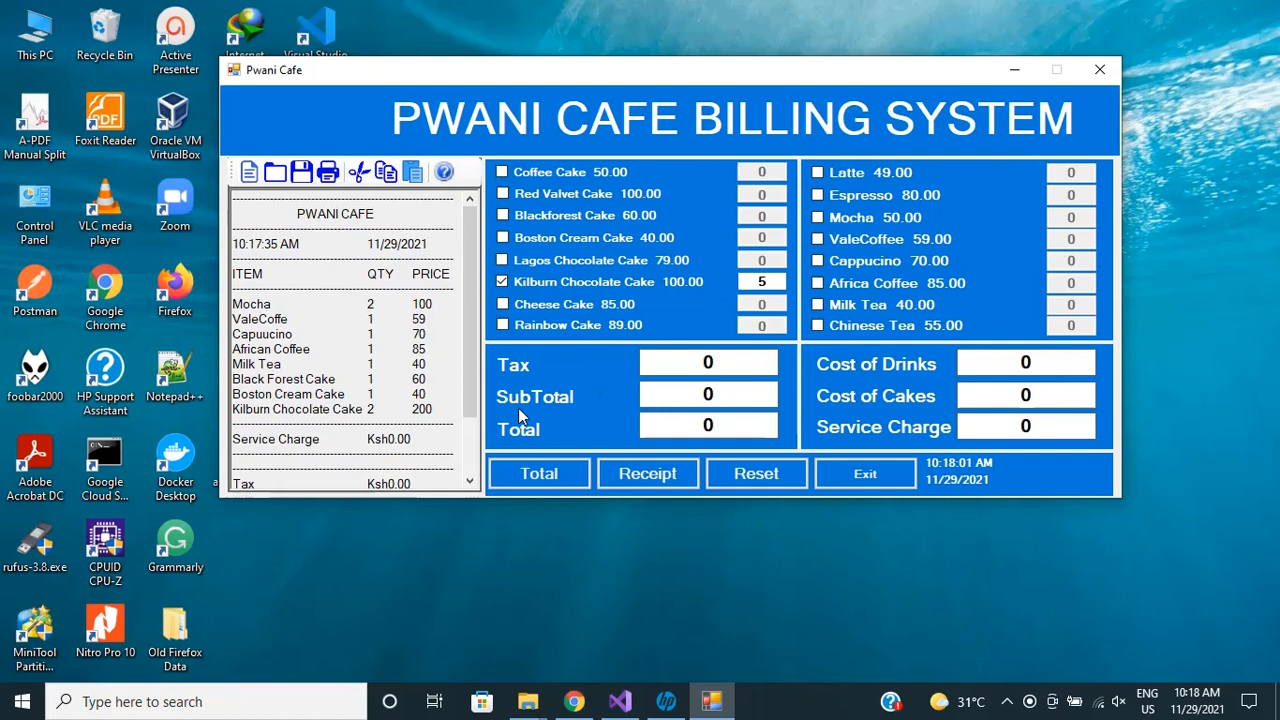 This PC
Recycle Bin
Active
Presenter
Internet
Visual Studio
A-PDF
Manual Split
Foxit Reader
Oracle VM
VirtualBox
Control
Panel
VLC media
player
Zoom
Postman
Google
Chrome
Firefox
foobar2000
HP Support
Assistant
Notepad++
Adobe
Acrobat DC
Google
Cloud S...
Docker
Desktop
rufus-3.8.exe
CPUID
CPU-Z
Grammarly
MiniTool
Partiti...
Nitro Pro 10
Old Firefox
Data
Pwani Cafe
PWANI CAFE BILLING SYSTEM
PWANI CAFE
10:17:35 AM 11/29/2021
ITEM QTY PRICE
Mocha 2 100
ValeCoffe 1 59
Capuucino 1 70
African Coffee 1 85
Milk Tea 1 40
Black Forest Cake 1 60
Boston Cream Cake 1 40
Kilburn Chocolate Cake 2 200
Service Charge Ksh0.00
Tax Ksh0.00
Coffee Cake 50.00 0
Red Valvet Cake 100.00 0
Blackforest Cake 60.00 0
Boston Cream Cake 40.00 0
Lagos Chocolate Cake 79.00 0
Kilburn Chocolate Cake 100.00 5
Cheese Cake 85.00 0
Rainbow Cake 89.00 0
Latte 49.00 0
Espresso 80.00 0
Mocha 50.00 0
ValeCoffee 59.00 0
Cappucino 70.00 0
Africa Coffee 85.00 0
Milk Tea 40.00 0
Chinese Tea 55.00 0
Tax 0
SubTotal 0
Total 0
Cost of Drinks 0
Cost of Cakes 0
Service Charge 0
Total Receipt Reset Exit
10:18:01 AM
11/29/2021
Type here to search
31°C
ENG
US
10:18 AM
11/29/2021